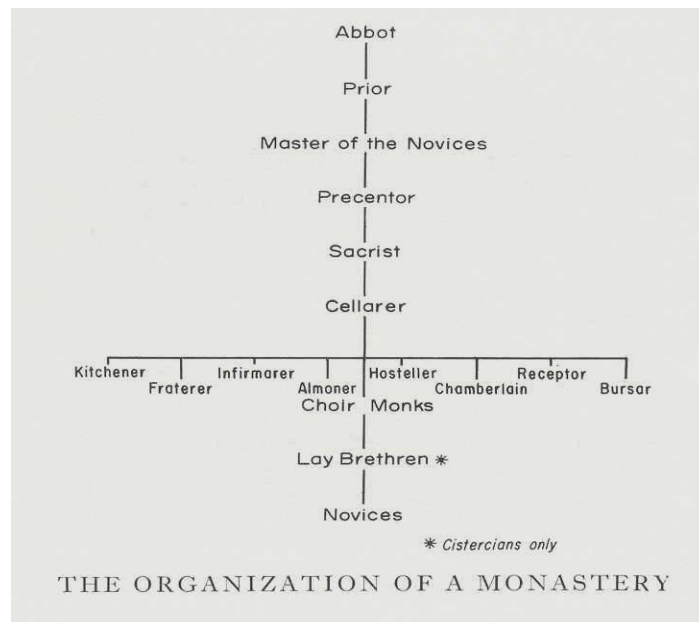 Abbot
Prior
Master of the Novices
Precentor
Sacrist
Cellarer
Kitchener Infirmarer Hosteller Receptor
Fraterer Almoner Chamberlain Bursar
Choir Monks
Lay Brethren *
Novices
* Cistercians only
THE ORGANIZATION OF A MONASTERY